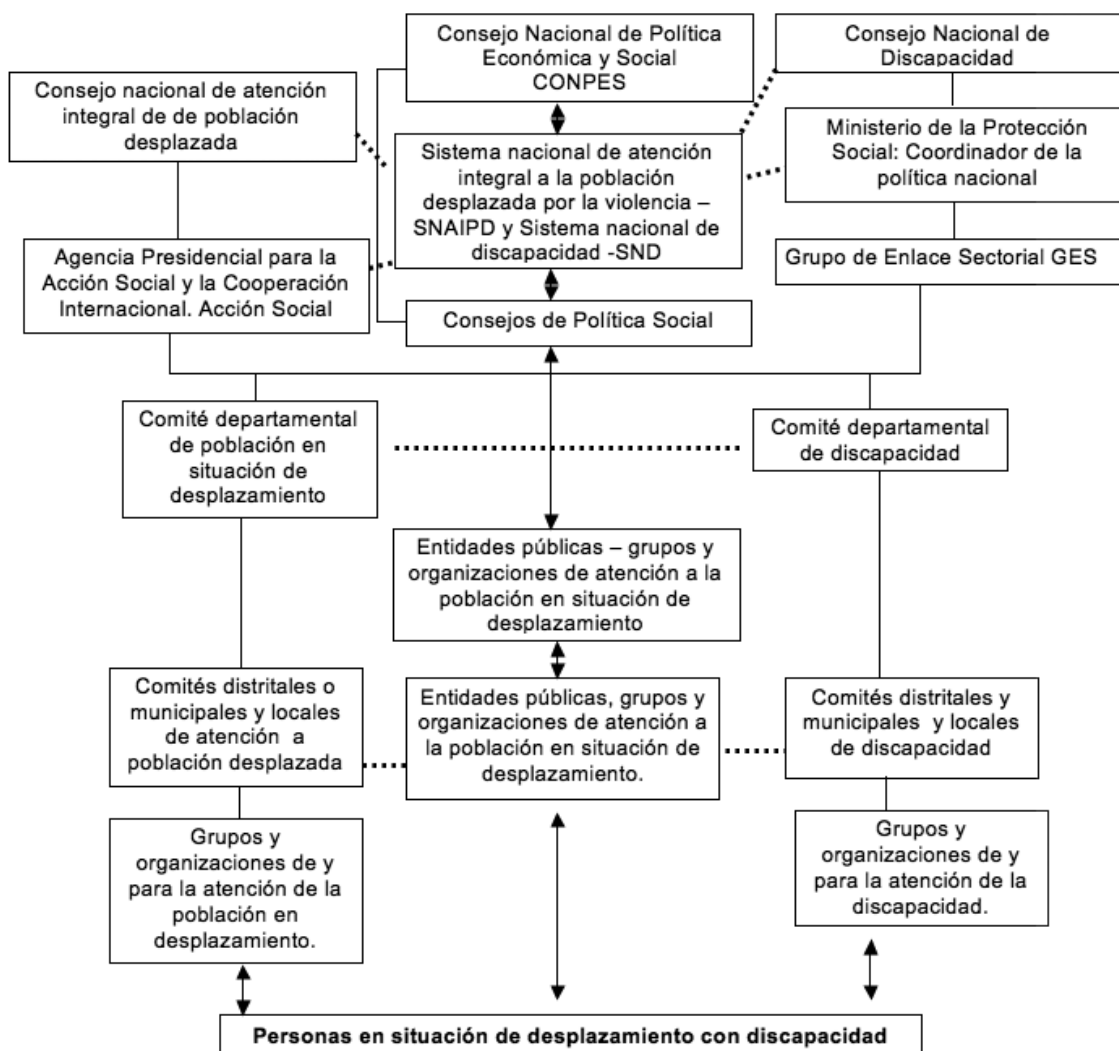 Consejo Nacional de Política
Económica y Social
CONPES
Consejo Nacional de
Discapacidad
Consejo nacional de atención
integral de de población
desplazada
Sistema nacional de atención
integral a la población
desplazada por la violencia –
SNAIPD y Sistema nacional de
discapacidad -SND
Ministerio de la Protección
Social: Coordinador de la
política nacional
Agencia Presidencial para la
Acción Social y la Cooperación
Internacional. Acción Social
Grupo de Enlace Sectorial GES
Consejos de Política Social
Comité departamental
de población en
situación de
desplazamiento
Comité departamental
de discapacidad
Entidades públicas – grupos y
organizaciones de atención a la
población en situación de
desplazamiento
Comités distritales o
municipales y locales
de atención a
población desplazada
Entidades públicas, grupos y
organizaciones de atención a
la población en situación de
desplazamiento.
Comités distritales y
municipales y locales
de discapacidad
Grupos y
organizaciones de y
para la atención de la
población en
desplazamiento.
Grupos y
organizaciones de y
para la atención de la
discapacidad.
Personas en situación de desplazamiento con discapacidad